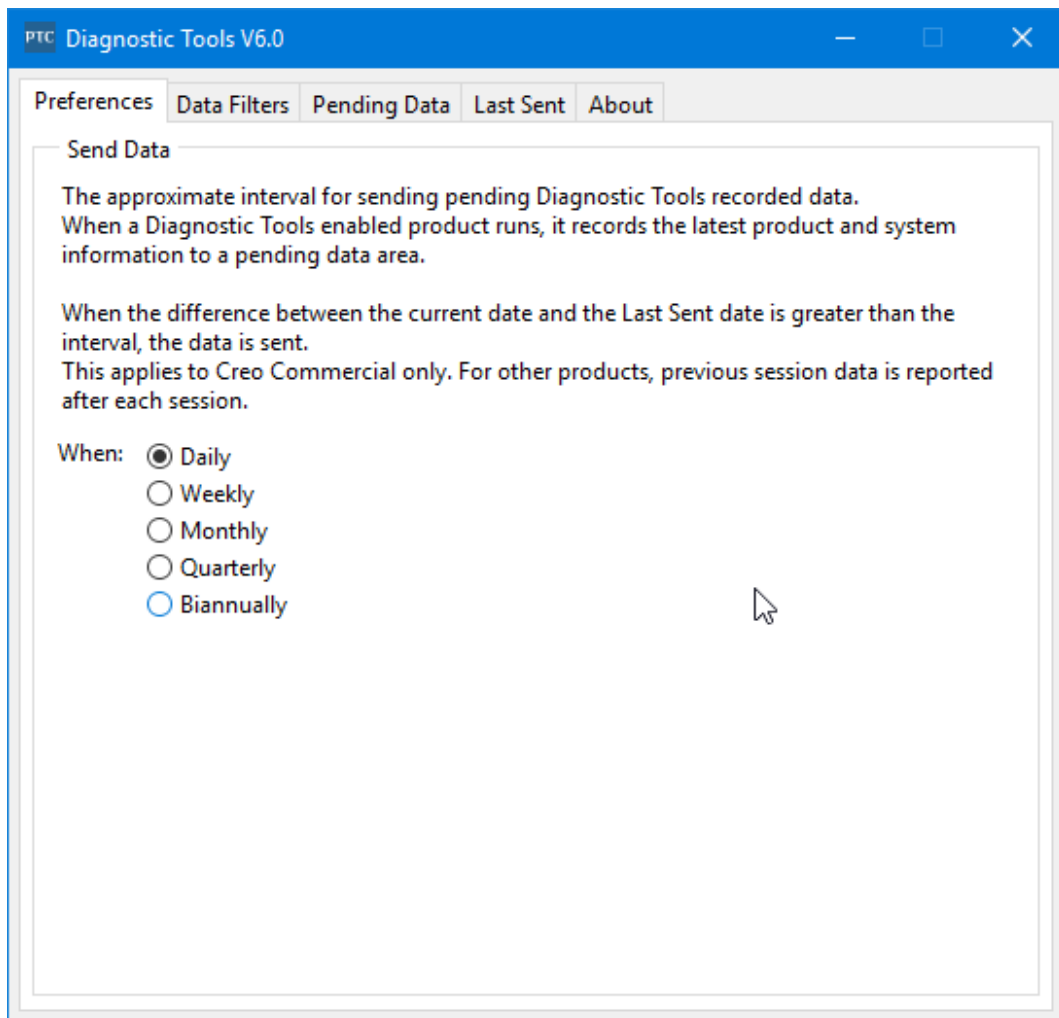 PTC Diagnostic Tools V6.0
Preferences Data Filters Pending Data Last Sent About
Send Data
The approximate interval for sending pending Diagnostic Tools recorded data.
When a Diagnostic Tools enabled product runs, it records the latest product and system
information to a pending data area.
When the difference between the current date and the Last Sent date is greater than the
interval, the data is sent.
This applies to Creo Commercial only. For other products, previous session data is reported
after each session.
When: Daily
Weekly
Monthly
Quarterly
Biannually